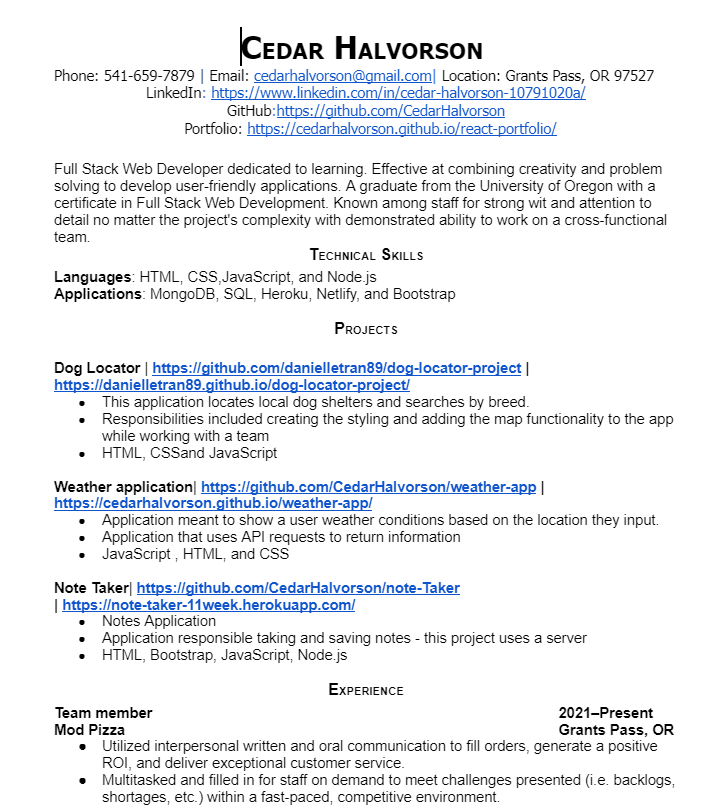 CEDAR HALVORSON
Phone: 541-659-7879 | Email: cedarhalvorson@gmail.com| Location: Grants Pass, OR 97527
LinkedIn: https://www.linkedin.com/in/cedar-halvorson-10791020a/
GitHub:https://github.com/CedarHalvorson
Portfolio: https://cedarhalvorson.github.io/react-portfolio/
Full Stack Web Developer dedicated to learning. Effective at combining creativity and problem
solving to develop user-friendly applications. A graduate from the University of Oregon with a
certificate in Full Stack Web Development. Known among staff for strong wit and attention to
detail no matter the project's complexity with demonstrated ability to work on a cross-functional
team.
TECHNICAL SKILLS
Languages: HTML, CSS,JavaScript, and Node.js
Applications: MongoDB, SQL, Heroku, Netlify, and Bootstrap
PROJECTS
Dog Locator | https://github.com/danielletran89/dog-locator-project |
https://danielletran89.github.io/dog-locator-project/
● This application locates local dog shelters and searches by breed.
● Responsibilities included creating the styling and adding the map functionality to the app
while working with a team
● HTML, CSSand JavaScript
Weather application| https://github.com/CedarHalvorson/weather-app |
https://cedarhalvorson.github.io/weather-app/
● Application meant to show a user weather conditions based on the location they input.
● Application that uses API requests to return information
● JavaScript , HTML, and CSS
Note Taker| https://github.com/CedarHalvorson/note-Taker
| https://note-taker-11week.herokuapp.com/
● Notes Application
● Application responsible taking and saving notes - this project uses a server
● HTML, Bootstrap, JavaScript, Node.js
EXPERIENCE
Team member 2021–Present
Mod Pizza Grants Pass, OR
● Utilized interpersonal written and oral communication to fill orders, generate a positive
ROI, and deliver exceptional customer service.
● Multitasked and filled in for staff on demand to meet challenges presented (i.e. backlogs,
shortages, etc.) within a fast-paced, competitive environment.